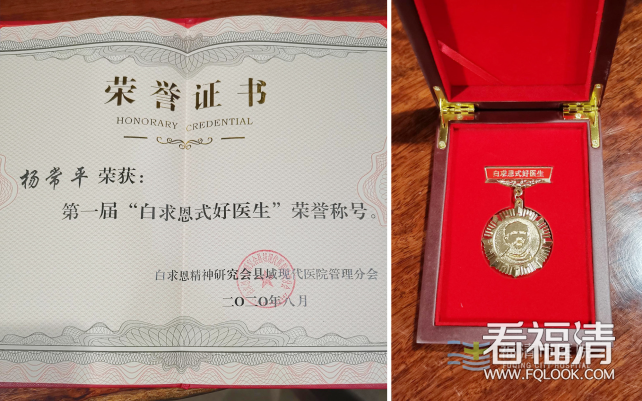 荣誉证书
HONORARY CREDENTIAL
杨常平 荣获：
第一届“白求恩式好医生”荣誉称号。
白求恩精神研究会县域现代医院管理分会
二〇二〇年八月
白求恩式好医生
看福清
FUQING CITY HOSPITAL
WWW.FQLOOK.COM